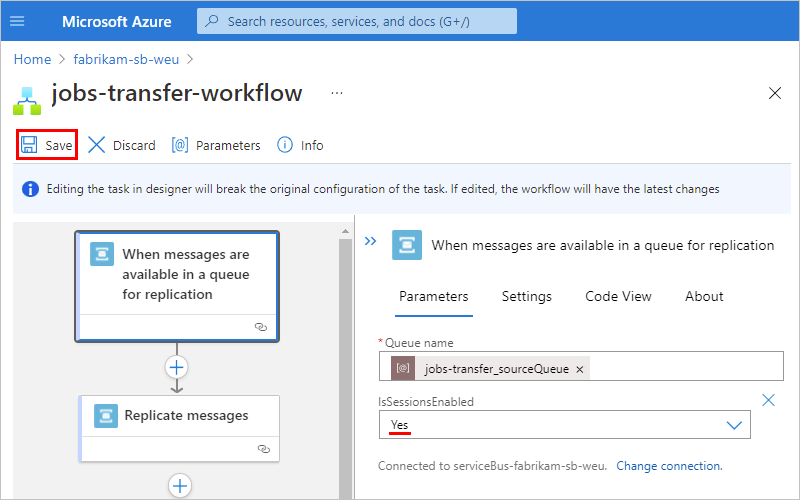 Microsoft Azure
Search resources, services, and docs (G+/)
Home > fabrikam-sb-weu >
jobs-transfer-workflow ...
Save Discard [@] Parameters Info
Editing the task in designer will break the original configuration of the task. If edited, the workflow will have the latest changes
When messages are
available in a queue
for replication
Replicate messages
When messages are available in a queue for replication
Parameters Settings Code View About
* Queue name
[@] jobs-transfer_sourceQueue ×
IsSessionsEnabled
Yes
Connected to serviceBus-fabrikam-sb-weu. Change connection.